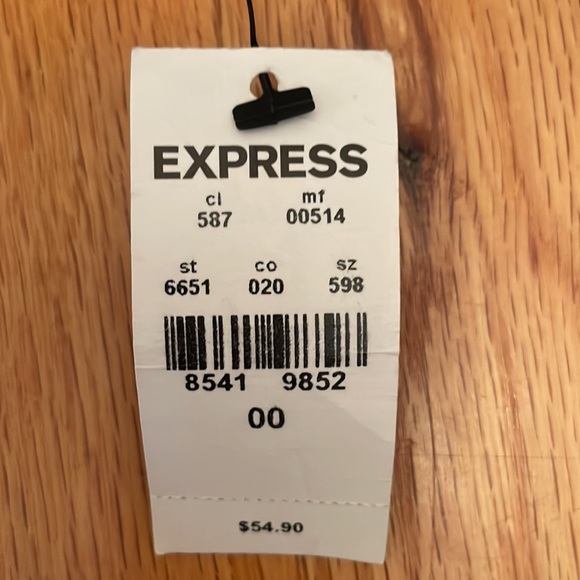 EXPRESS
cl mf
587 00514
st co sz
6651 020 598
8541 9852
00
$54.90